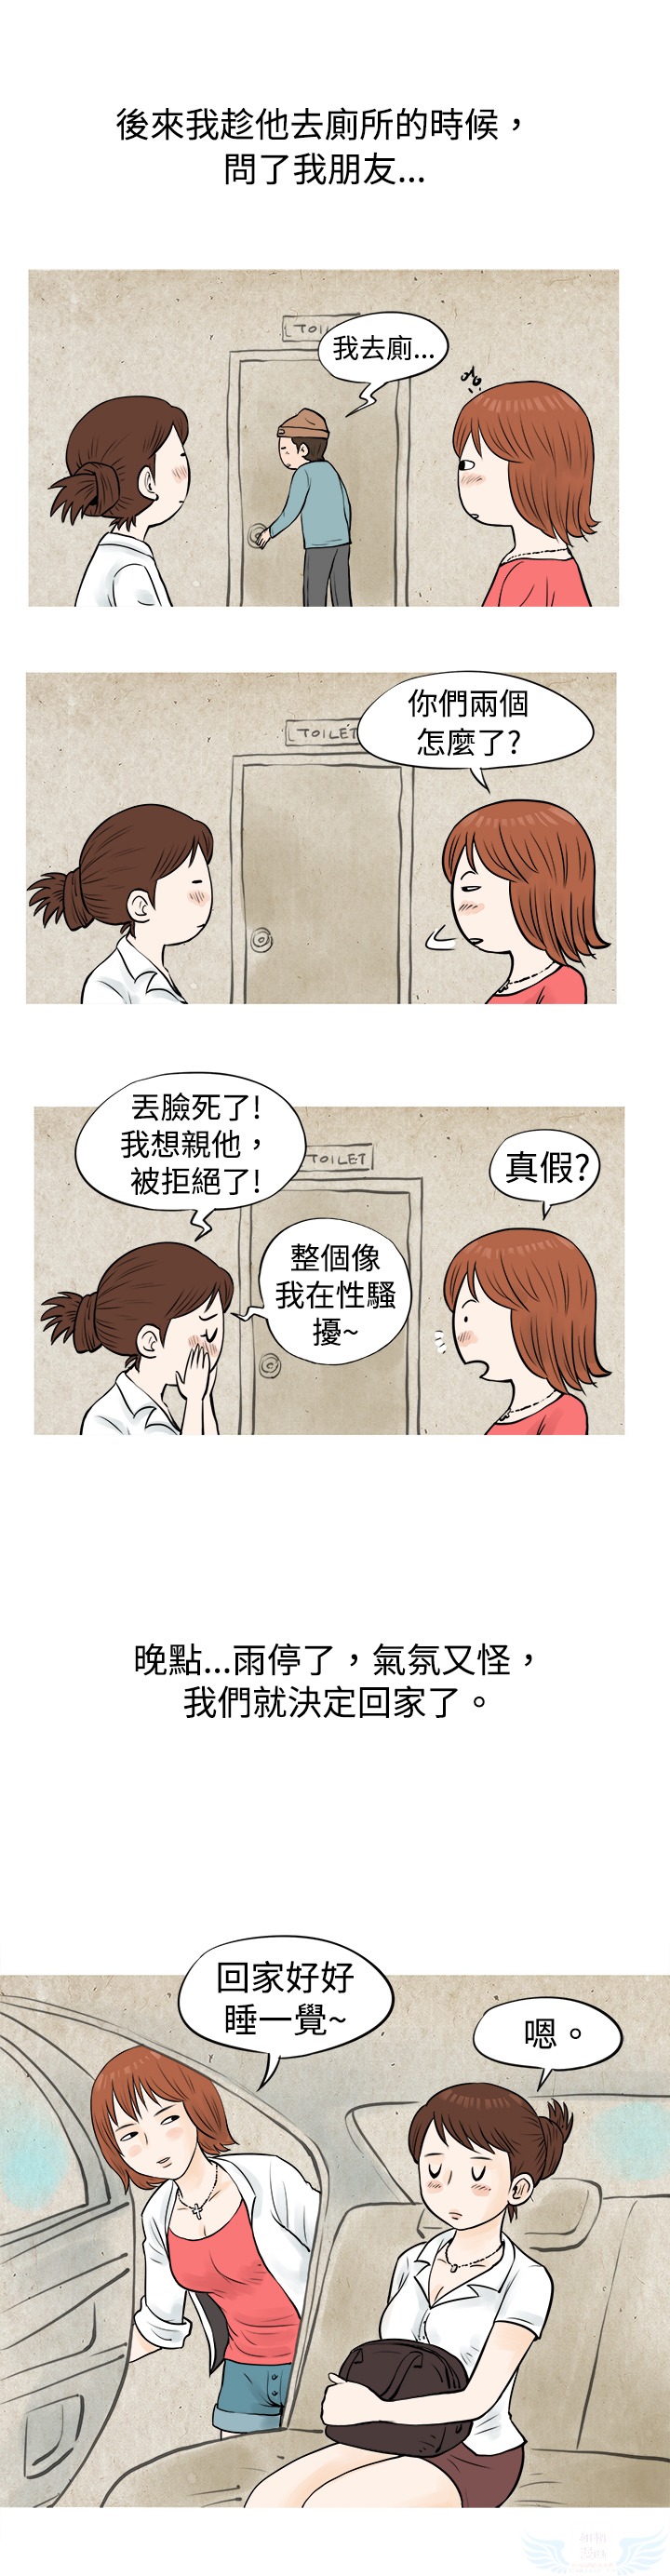 後來我趁他去廁所的時候，
問了我朋友...
TOIL
我去廁...
어?
你們兩個
怎麼了?
TOILET
丟臉死了!
我想親他，
被拒絕了!
TOILET
真假?
整個像
我在性騷
擾~
晚點...雨停了，氣氛又怪，
我們就決定回家了。
回家好好
睡一覺~
嗯。